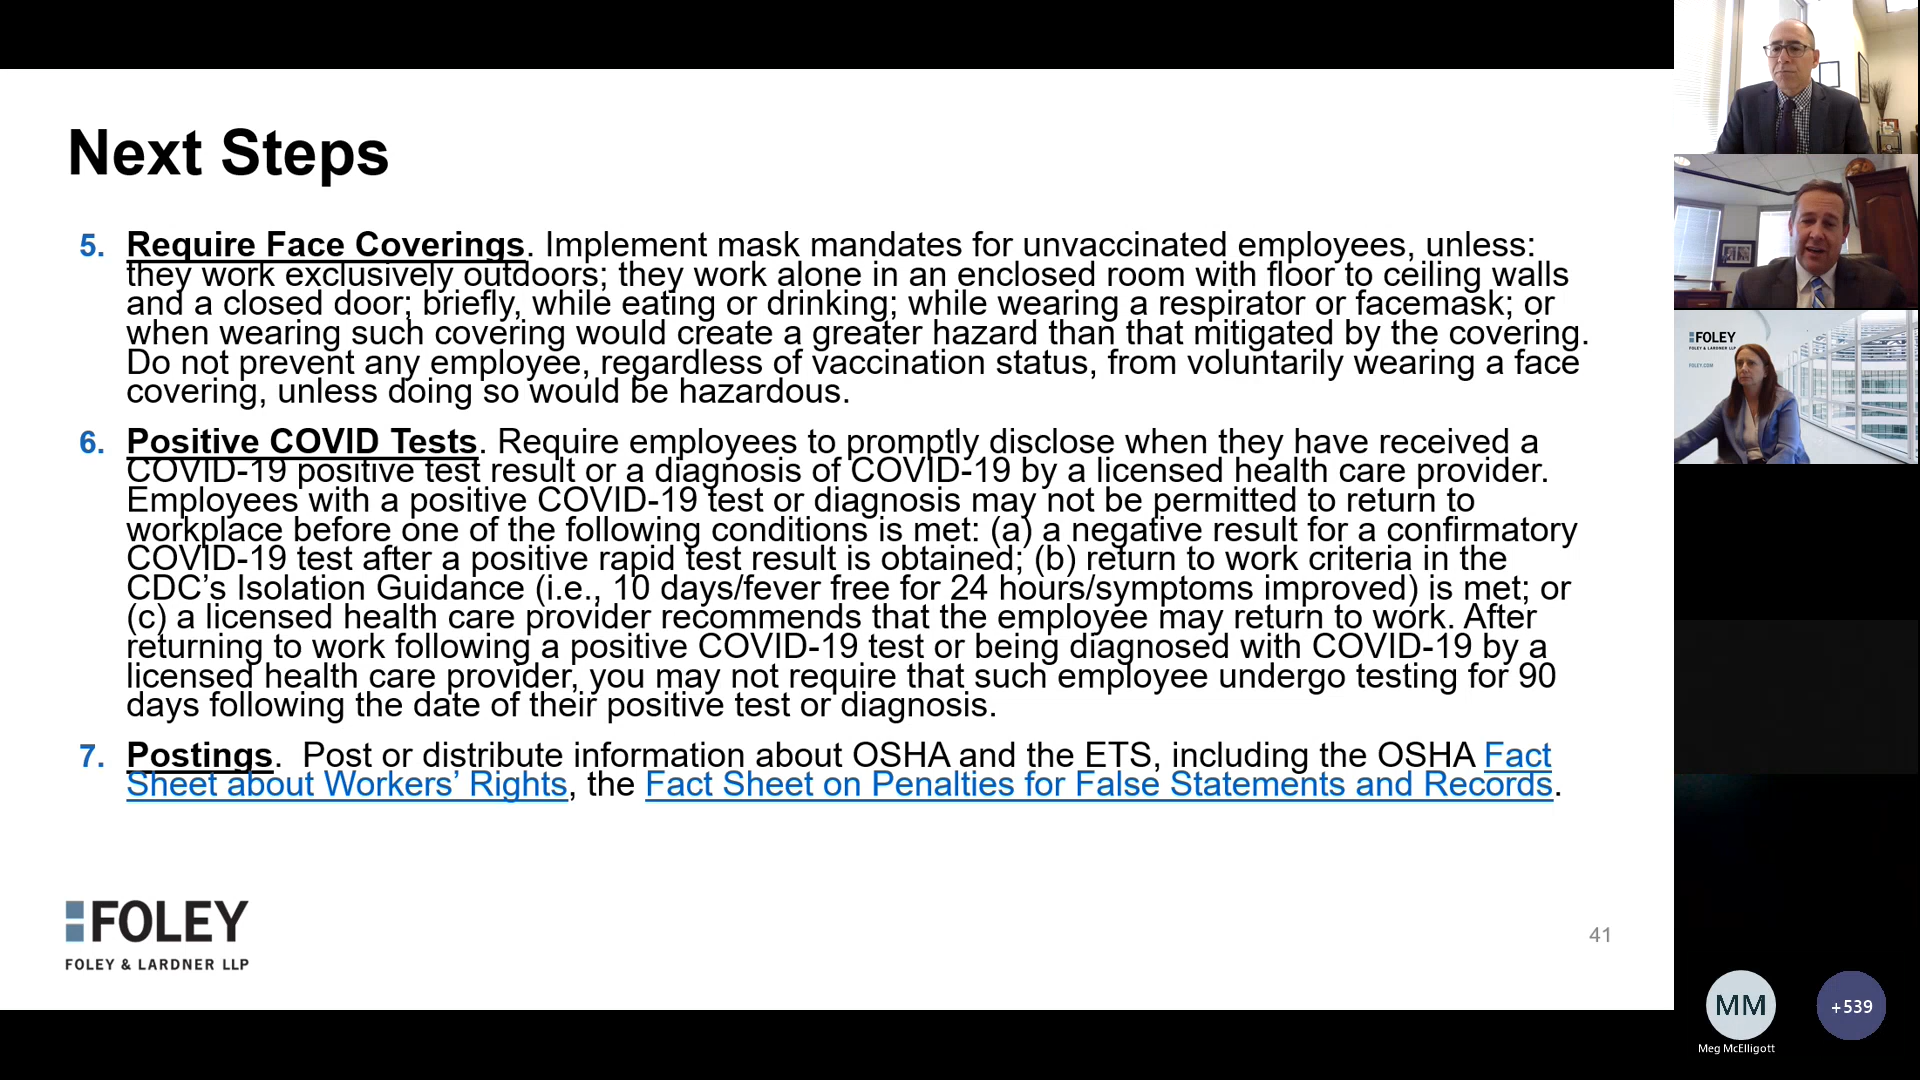 Next Steps
5. Require Face Coverings. Implement mask mandates for unvaccinated employees, unless:
they work exclusively outdoors; they work alone in an enclosed room with floor to ceiling walls
and a closed door; briefly, while eating or drinking; while wearing a respirator or facemask; or
when wearing such covering would create a greater hazard than that mitigated by the covering.
Do not prevent any employee, regardless of vaccination status, from voluntarily wearing a face
covering, unless doing so would be hazardous.
6. Positive COVID Tests. Require employees to promptly disclose when they have received a
COVID-19 positive test result or a diagnosis of COVID-19 by a licensed health care provider.
Employees with a positive COVID-19 test or diagnosis may not be permitted to return to
workplace before one of the following conditions is met: (a) a negative result for a confirmatory
COVID-19 test after a positive rapid test result is obtained; (b) return to work criteria in the
CDC’s Isolation Guidance (i.e., 10 days/fever free for 24 hours/symptoms improved) is met; or
(c) a licensed health care provider recommends that the employee may return to work. After
returning to work following a positive COVID-19 test or being diagnosed with COVID-19 by a
licensed health care provider, you may not require that such employee undergo testing for 90
days following the date of their positive test or diagnosis.
7. Postings. Post or distribute information about OSHA and the ETS, including the OSHA Fact
Sheet about Workers’ Rights, the Fact Sheet on Penalties for False Statements and Records.
FOLEY
FOLEY & LARDNER LLP
41
FOLEY
FOLEY & LARDNER LLP
FOLEY.COM
MM
+539
Meg McElligott